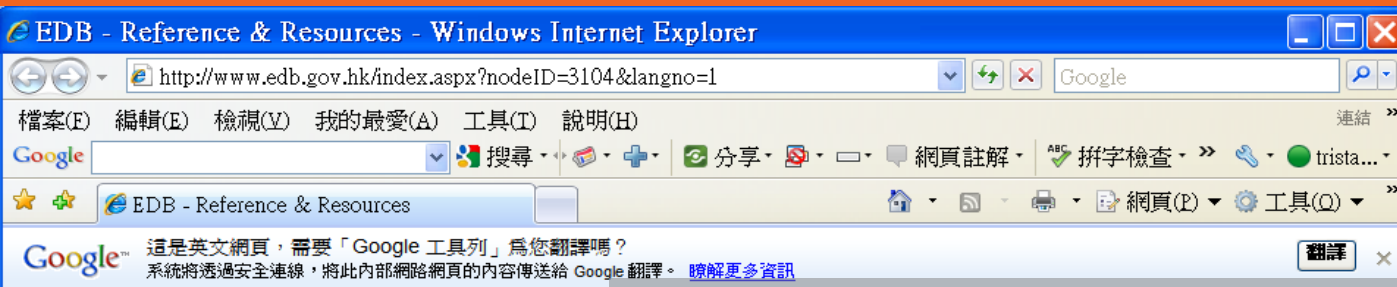 EDB - Reference & Resources - Windows Internet Explorer
http://www.edb.gov.hk/index.aspx?nodeID=3104&langno=1 Google
檔案(F) 編輯(E) 檢視(V) 我的最愛(A) 工具(T) 說明(H) 連結 »
Google 搜尋 分享 網頁註解 ABC 拼字檢查 » trista...
EDB - Reference & Resources 網頁(P) 工具(O) »
Google™ 這是英文網頁,需要「Google 工具列」為您翻譯嗎? 翻譯
系統將透過安全連線,將此內部網路網頁的內容傳送給 Google 翻譯。 瞭解更多資訊